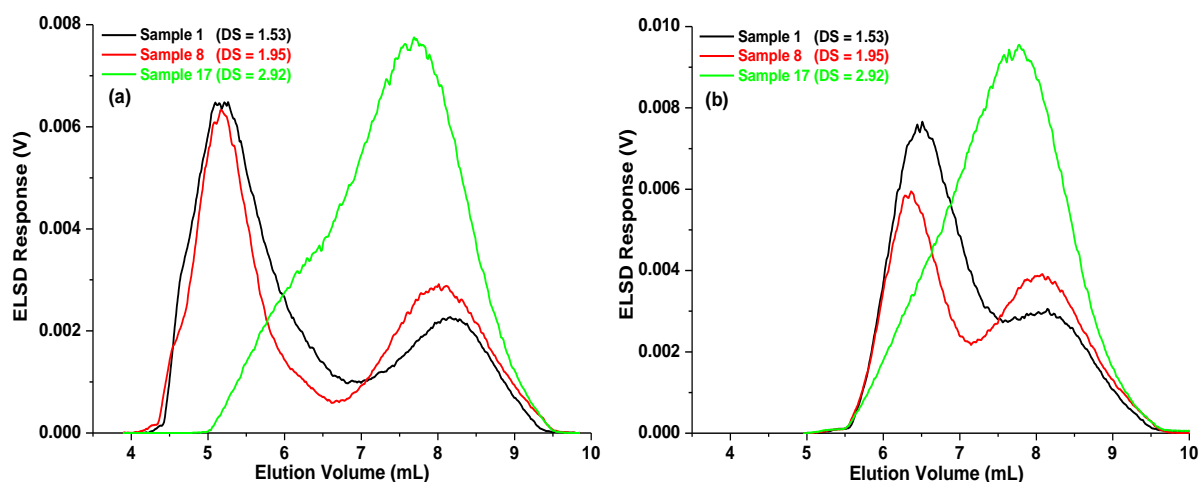 0.008
0.006
0.004
0.002
0.000
ELSD Response (V)
Sample 1 (DS = 1.53)
Sample 8 (DS = 1.95)
Sample 17 (DS = 2.92)
(a)
4 5 6 7 8 9 10
Elution Volume (mL)
0.010
0.008
0.006
0.004
0.002
0.000
ELSD Response (V)
Sample 1 (DS = 1.53)
Sample 8 (DS = 1.95)
Sample 17 (DS = 2.92)
(b)
4 5 6 7 8 9 10
Elution Volume (mL)